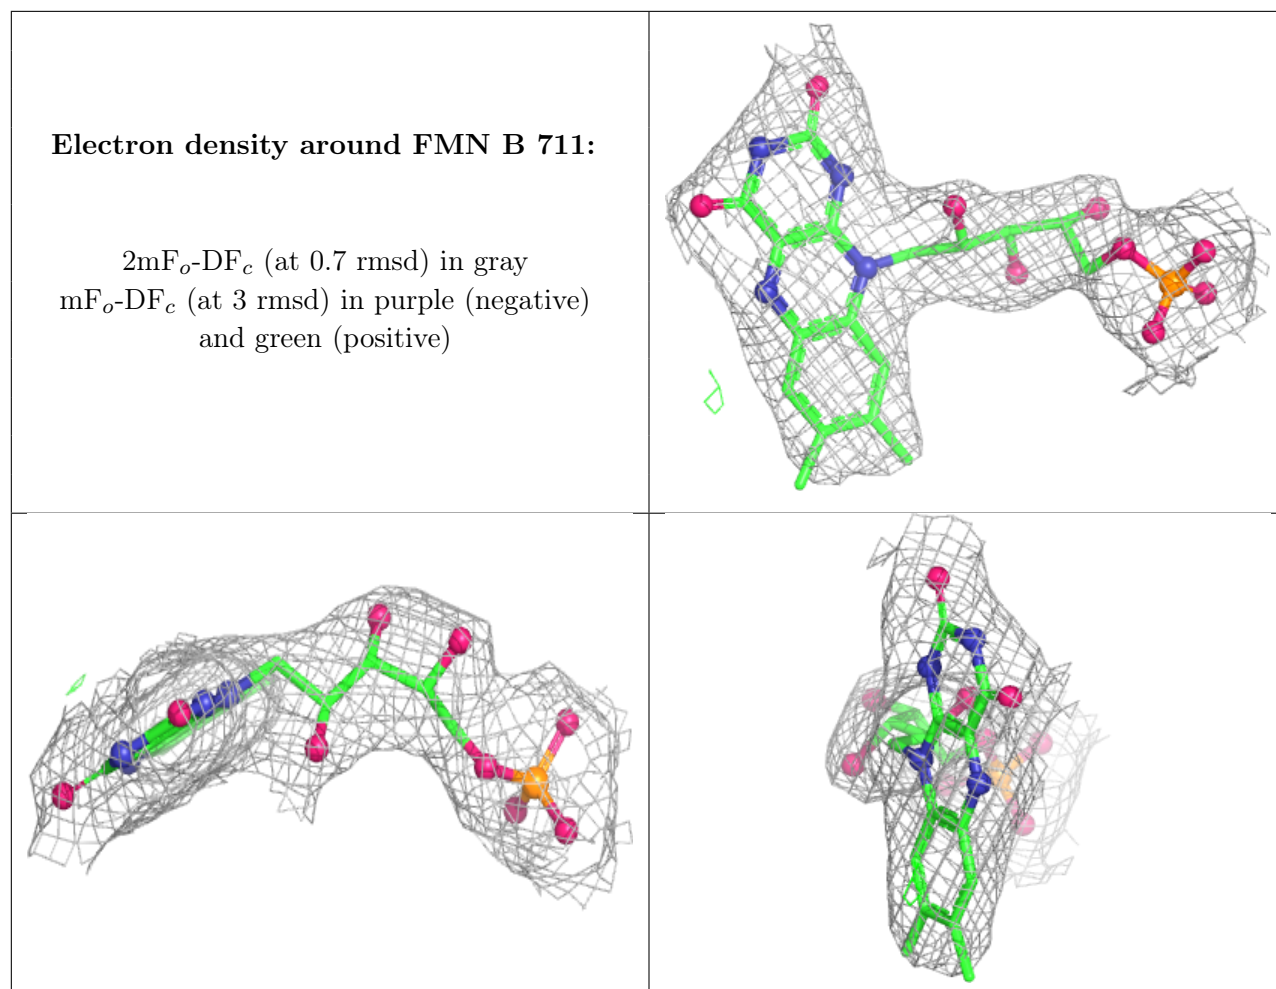 Electron density around FMN B 711:
2mFo-DFc (at 0.7 rmsd) in gray
mFo-DFc (at 3 rmsd) in purple (negative)
and green (positive)